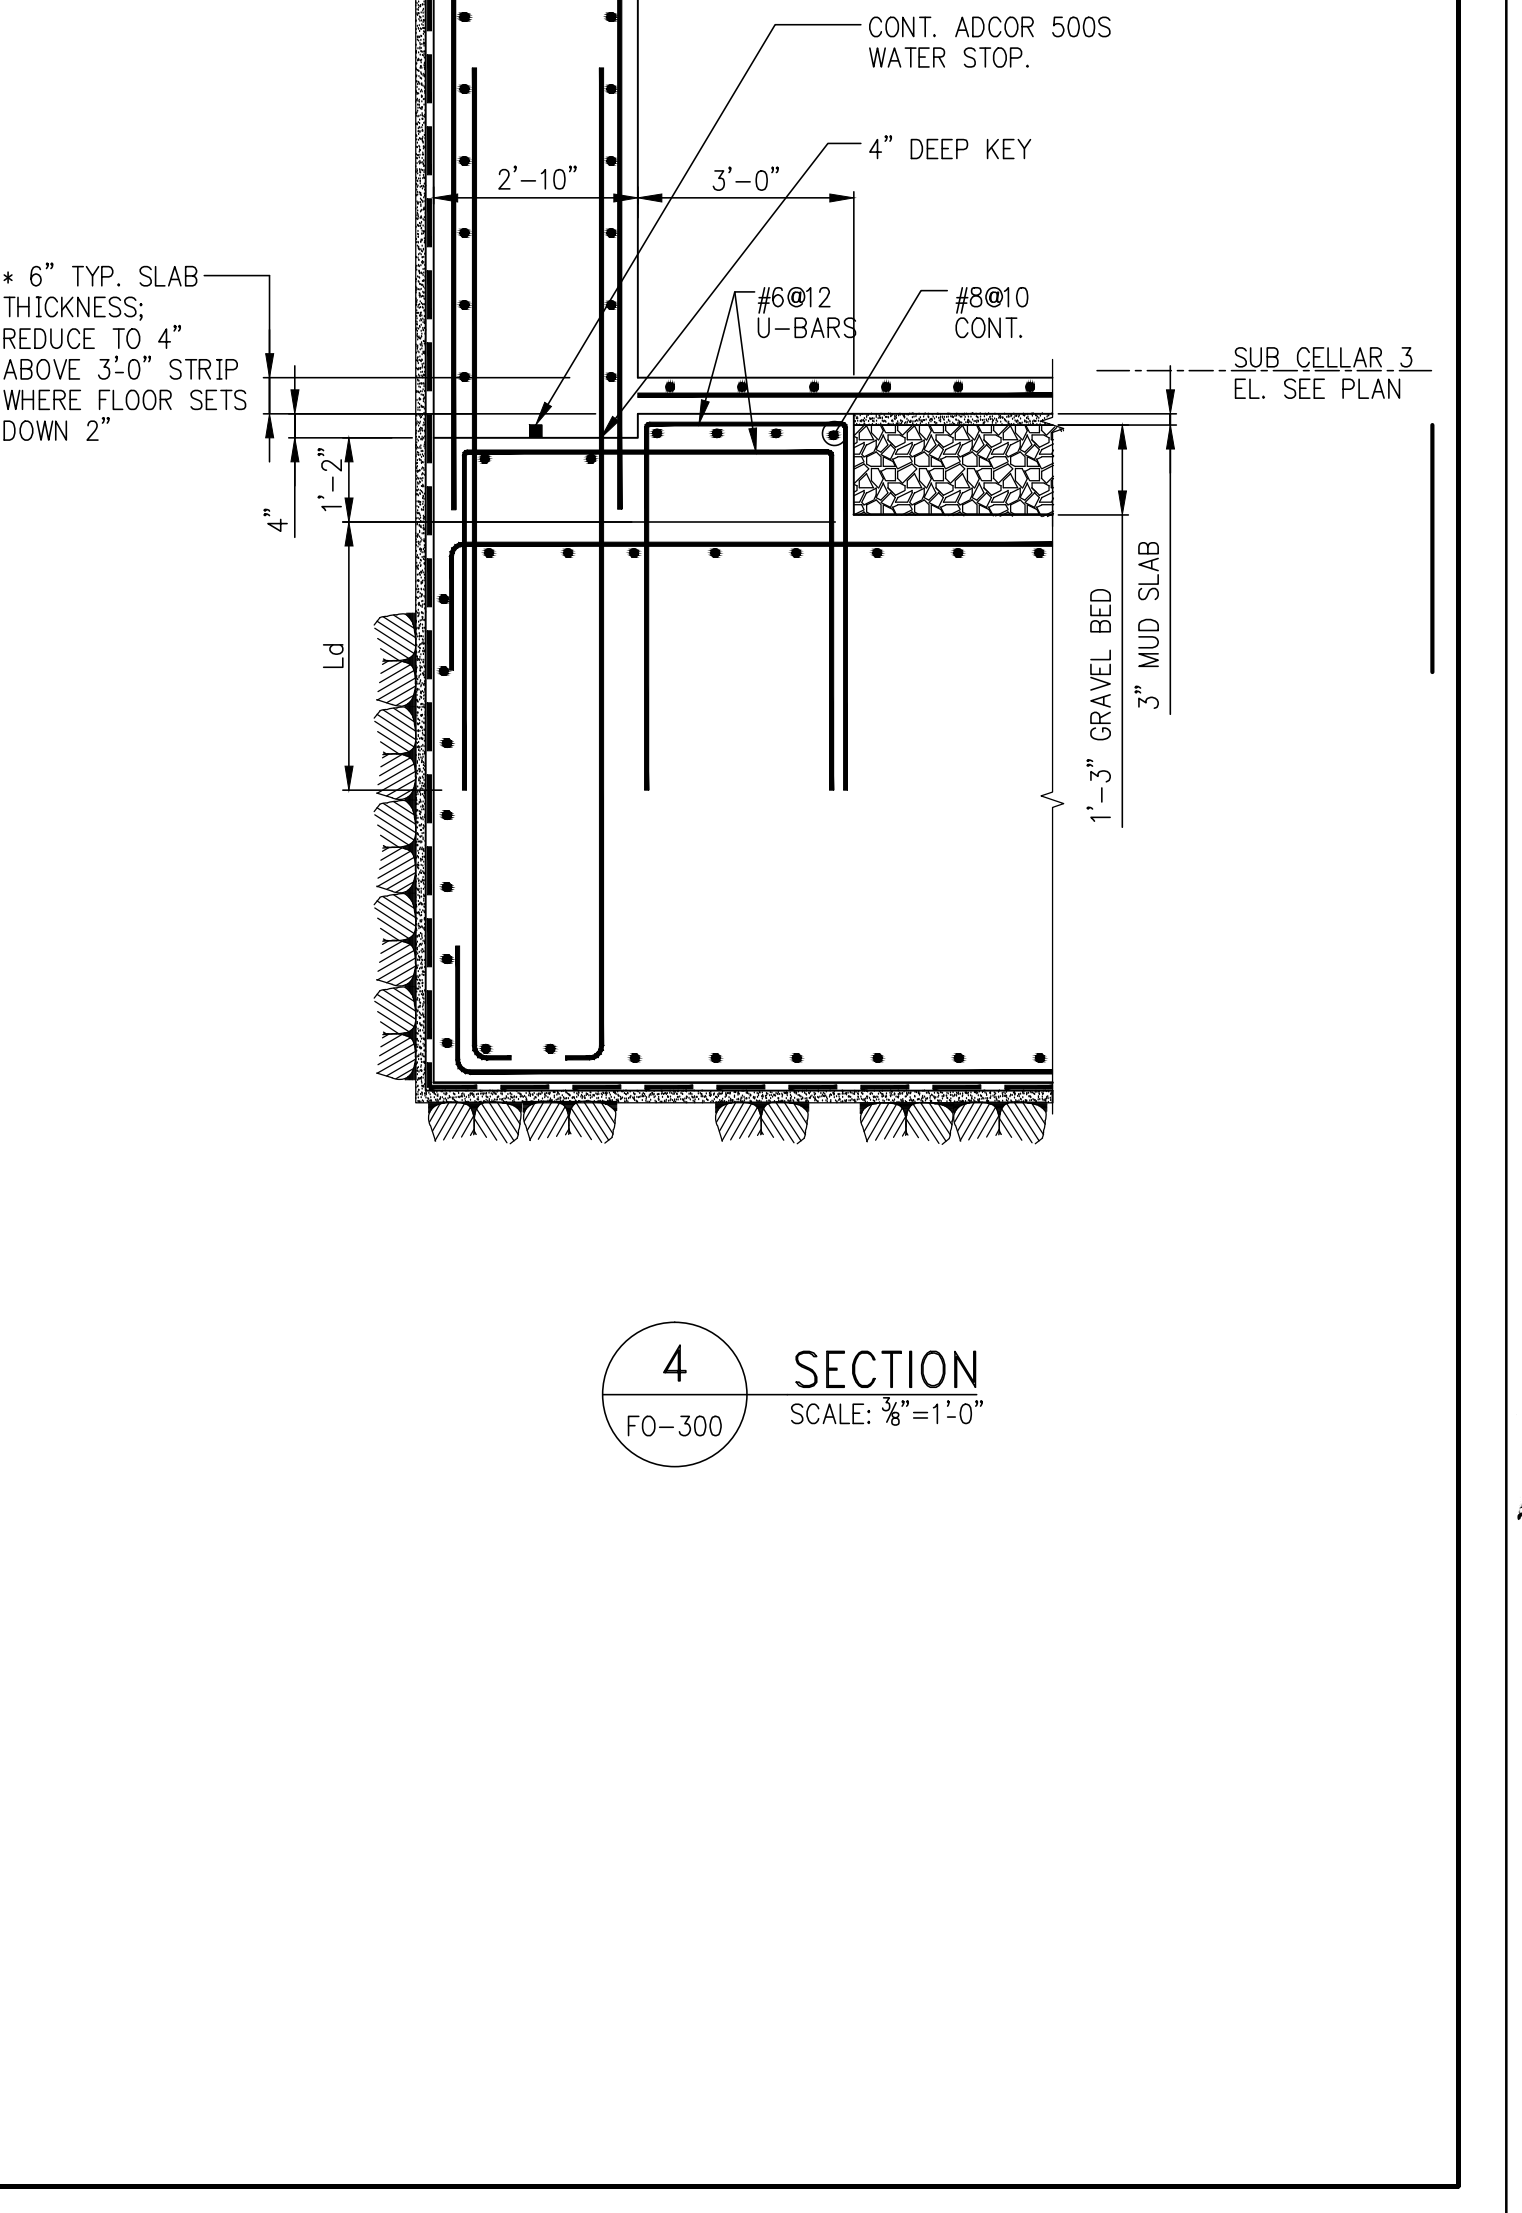 CONT. ADCOR 500S
WATER STOP.
4" DEEP KEY
2'-10"
3'-0"
* 6" TYP. SLAB
THICKNESS;
REDUCE TO 4"
ABOVE 3'-0" STRIP
WHERE FLOOR SETS
DOWN 2"
#6@12
U-BARS
#8@10
CONT.
SUB CELLAR 3
EL. SEE PLAN
4"
1'-2"
Ld
1'-3" GRAVEL BED
3" MUD SLAB
4
FO-300
SECTION
SCALE: 3/8"=1'-0"